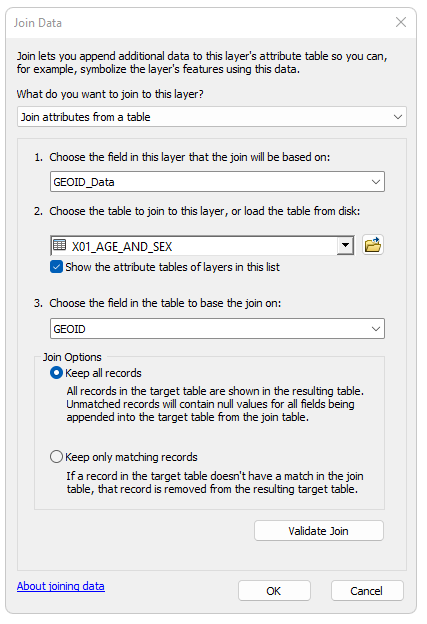 Join Data
Join lets you append additional data to this layer's attribute table so you can,
for example, symbolize the layer's features using this data.
What do you want to join to this layer?
Join attributes from a table
1. Choose the field in this layer that the join will be based on:
GEOID_Data
2. Choose the table to join to this layer, or load the table from disk:
X01_AGE_AND_SEX
Show the attribute tables of layers in this list
3. Choose the field in the table to base the join on:
GEOID
Join Options
Keep all records
All records in the target table are shown in the resulting table.
Unmatched records will contain null values for all fields being
appended into the target table from the join table.
Keep only matching records
If a record in the target table doesn't have a match in the join
table, that record is removed from the resulting target table.
Validate Join
About joining data
OK
Cancel